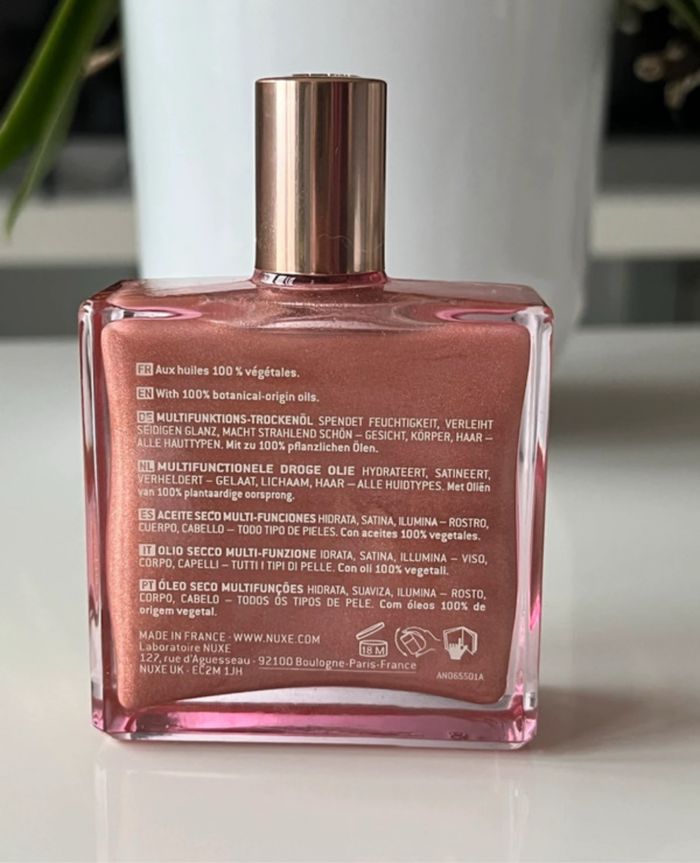 FR Aux huiles 100 % végétales.
EN With 100% botanical-origin oils.
DE MULTIFUNKTIONS-TROCKENÖL SPENDET FEUCHTIGKEIT, VERLEIHT
SEIDIGEN GLANZ, MACHT STRAHLEND SCHÖN – GESICHT, KÖRPER, HAAR –
ALLE HAUTTYPEN. Mit zu 100% pflanzlichen Ölen.
NL MULTIFUNCTIONELE DROGE OLIE HYDRATEERT, SATINEERT,
VERHELDERT – GELAAT, LICHAAM, HAAR – ALLE HUIDTYPES. Met Oliën
van 100% plantaardige oorsprong.
ES ACEITE SECO MULTI-FUNCIONES HIDRATA, SATINA, ILUMINA – ROSTRO,
CUERPO, CABELLO – TODO TIPO DE PIELES. Con aceites 100% vegetales.
IT OLIO SECCO MULTI-FUNZIONE IDRATA, SATINA, ILLUMINA – VISO,
CORPO, CAPELLI – TUTTI I TIPI DI PELLE. Con oli 100% vegetali.
PT ÓLEO SECO MULTIFUNÇÕES HIDRATA, SUAVIZA, ILUMINA – ROSTO,
CORPO, CABELO – TODOS OS TIPOS DE PELE. Com óleos 100% de
origem vegetal.
MADE IN FRANCE - WWW.NUXE.COM
Laboratoire NUXE
127, rue d'Aguesseau - 92100 Boulogne-Paris-France
NUXE UK - EC2M 1JH
18 M
AN065501A